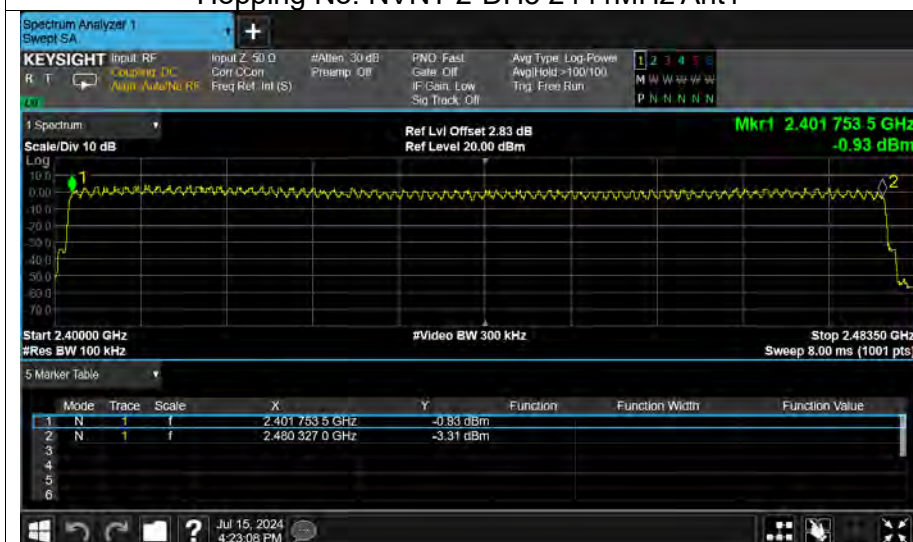 Hopping No. NVNT 2-DH5 2441MHz Ant1
Spectrum Analyzer 1
Swept SA
+
KEYSIGHT Input: RF Input Z: 50 Ω #Atten: 30 dB PNO: Fast Avg Type: Log-Power 1 2 3 4 5 6
R T Coupling: DC Corr CCorr Preamp: Off Gate: Off Avg|Hold: >100/100 M W W W W W
Align: Auto/No RF Freq Ref: Int (S) IF Gain: Low Trig: Free Run
Sig Track: Off P N N N N N
1 Spectrum
Ref Lvl Offset 2.83 dB Mkr1 2.401 753 5 GHz
Scale/Div 10 dB Ref Level 20.00 dBm -0.93 dBm
Log
10.0
1
0.00
2
-10.0
-20.0
-30.0
-40.0
-50.0
-60.0
-70.0
Start 2.40000 GHz #Video BW 300 kHz Stop 2.48350 GHz
#Res BW 100 kHz Sweep 8.00 ms (1001 pts)
5 Marker Table
Mode Trace Scale X Y Function Function Width Function Value
1 N 1 f 2.401 753 5 GHz -0.93 dBm
2 N 1 f 2.480 327 0 GHz -3.31 dBm
3
4
5
6
? Jul 15, 2024
4:23:08 PM